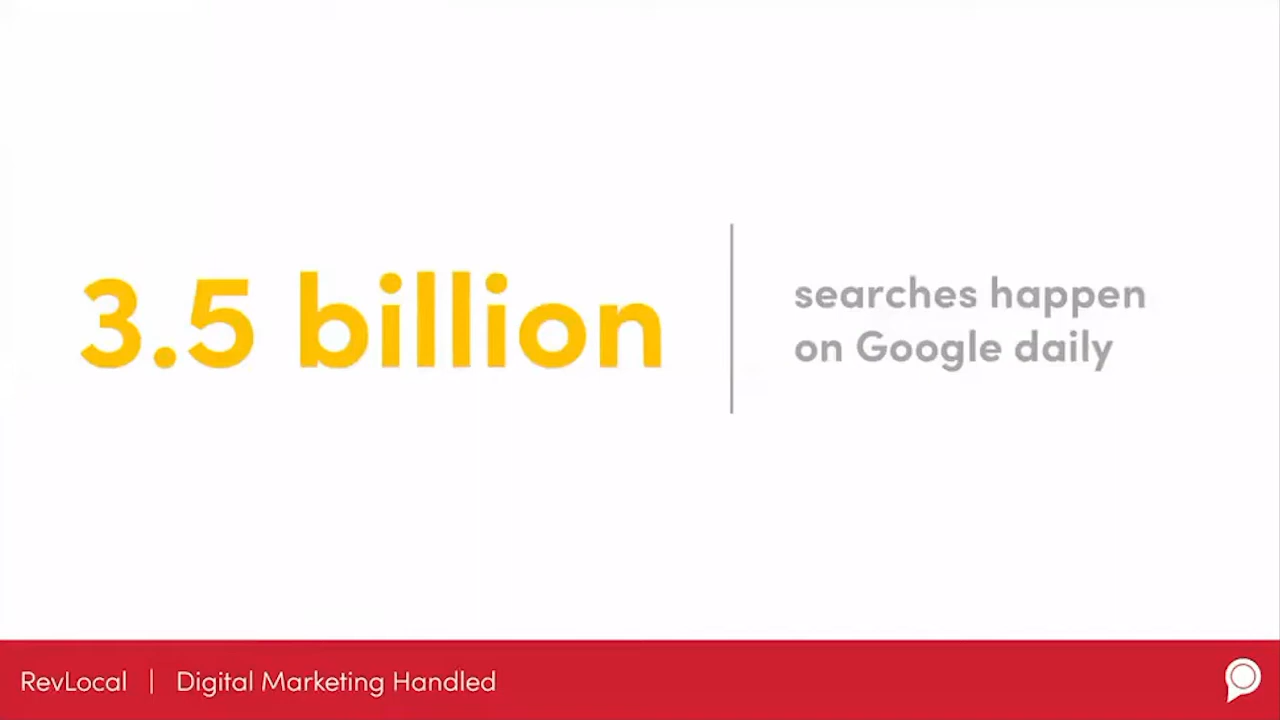 3.5 billion
searches happen
on Google daily
RevLocal | Digital Marketing Handled